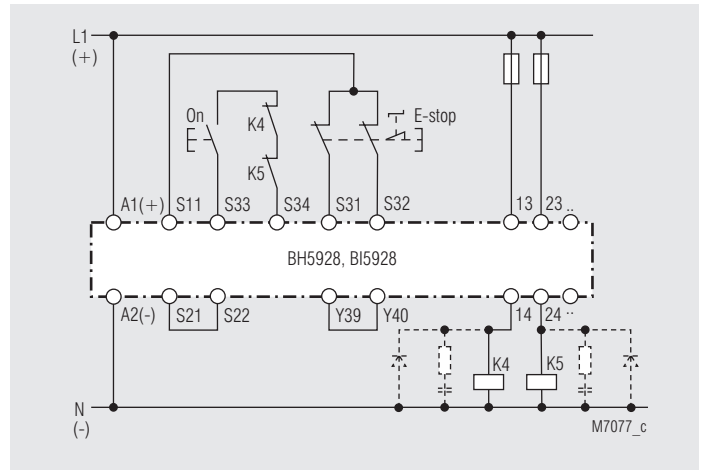 L1
(+)
On
K4
K5
E-stop
A1(+) S11 S33 S34 S31 S32 13 23 ..
BH5928, BI5928
A2(-) S21 S22 Y39 Y40 14 24 ..
K4 K5
N
(-)
M7077_c